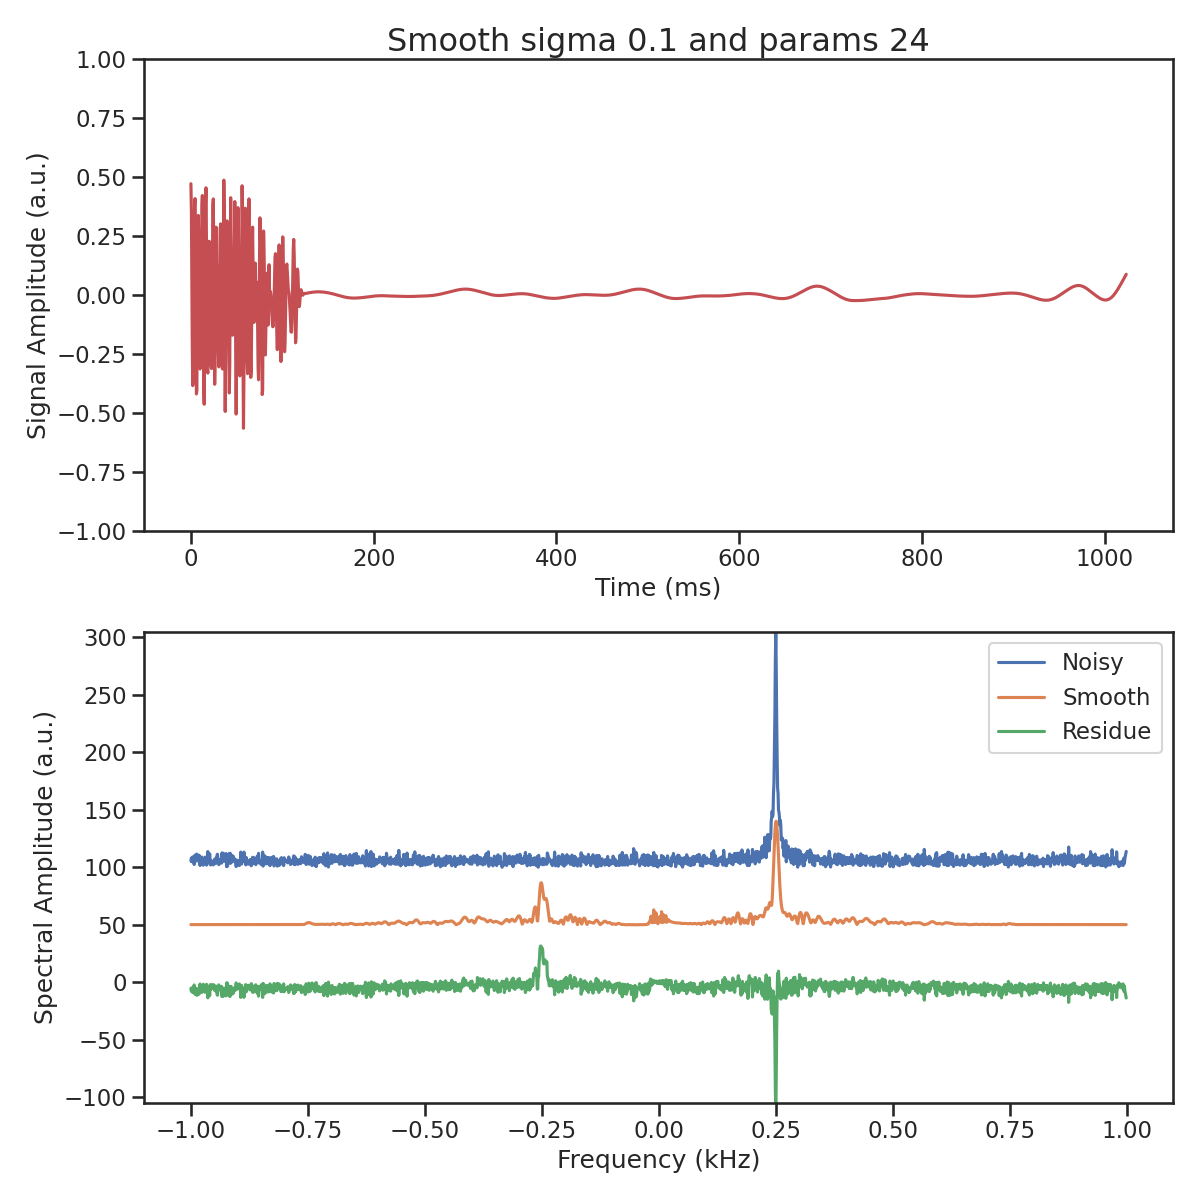 Smooth sigma 0.1 and params 24
1.00
0.75
0.50
0.25
0.00
−0.25
−0.50
−0.75
−1.00
Signal Amplitude (a.u.)
0 200 400 600 800 1000
Time (ms)
300
250
200
150
100
50
0
−50
−100
Spectral Amplitude (a.u.)
Noisy
Smooth
Residue
−1.00 −0.75 −0.50 −0.25 0.00 0.25 0.50 0.75 1.00
Frequency (kHz)